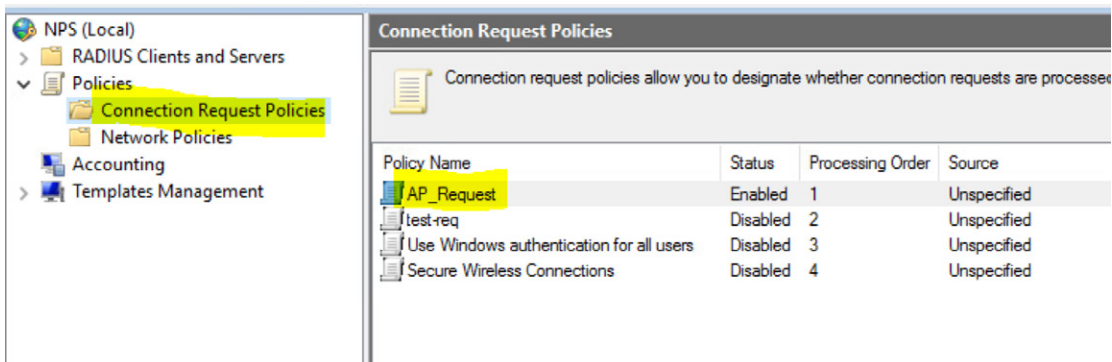 NPS (Local)
RADIUS Clients and Servers
Policies
Connection Request Policies
Network Policies
Accounting
Templates Management
Connection Request Policies
Connection request policies allow you to designate whether connection requests are processed
Policy Name Status Processing Order Source
AP_Request Enabled 1 Unspecified
test-req Disabled 2 Unspecified
Use Windows authentication for all users Disabled 3 Unspecified
Secure Wireless Connections Disabled 4 Unspecified